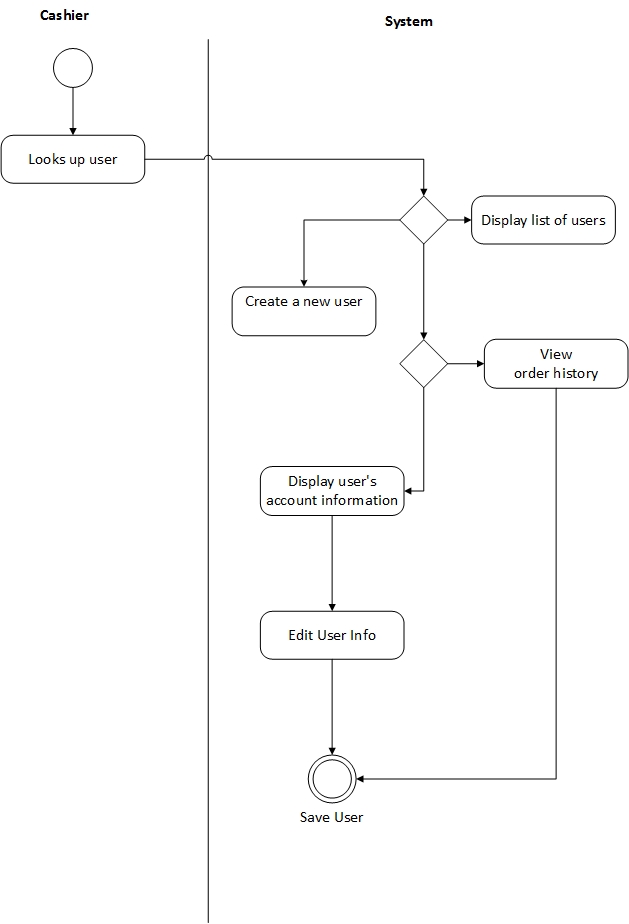 Cashier
System
Looks up user
Display list of users
Create a new user
View
order history
Display user's
account information
Edit User Info
Save User